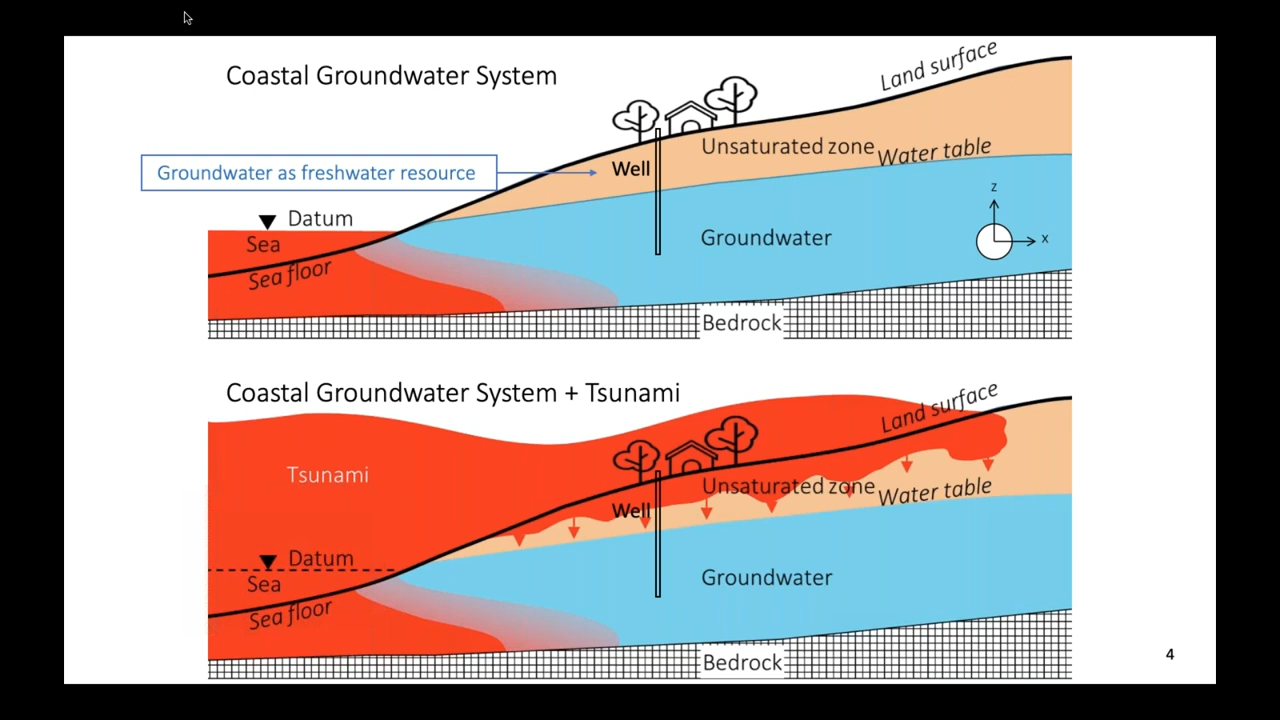 Coastal Groundwater System
Land surface
Unsaturated zone
Water table
Well
Groundwater as freshwater resource
z
Datum
Sea
Groundwater
x
Sea floor
Bedrock
Coastal Groundwater System + Tsunami
Land surface
Tsunami
Unsaturated zone
Water table
Well
Datum
Sea
Groundwater
Sea floor
Bedrock
4